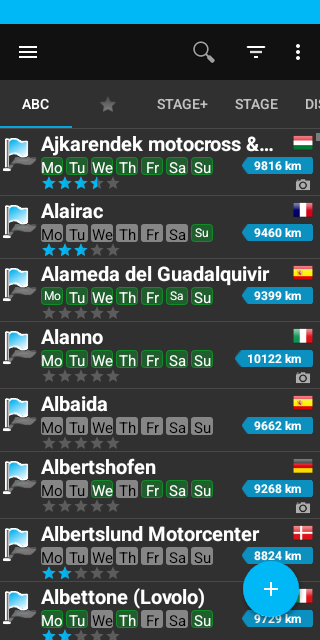 ABC STAGE+ STAGE DIS
Ajkarendek motocross &...
Mo Tu We Th Fr Sa Su 9816 km
Alairac
Mo Tu We Th Fr Sa Su 9460 km
Alameda del Guadalquivir
Mo Tu We Th Fr Sa Su 9399 km
Alanno
Mo Tu We Th Fr Sa Su 10122 km
Albaida
Mo Tu We Th Fr Sa Su 9662 km
Albertshofen
Mo Tu We Th Fr Sa Su 9268 km
Albertslund Motorcenter
Mo Tu We Th Fr Sa Su 8824 km
Albettone (Lovolo)
Mo Tu We Th Fr Sa Su 9729 km